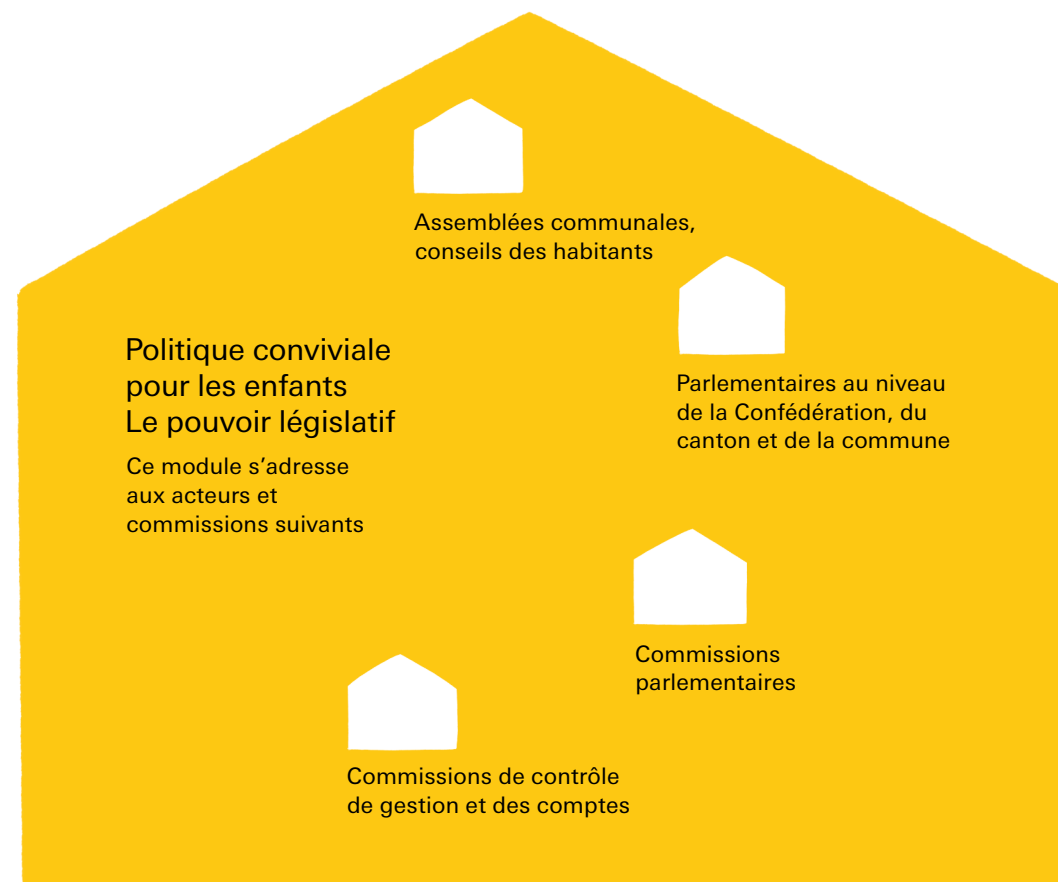 Assemblées communales,
conseils des habitants
Politique conviviale
pour les enfants
Le pouvoir législatif
Ce module s'adresse
aux acteurs et
commissions suivants
Parlementaires au niveau
de la Confédération, du
canton et de la commune
Commissions
parlementaires
Commissions de contrôle
de gestion et des comptes